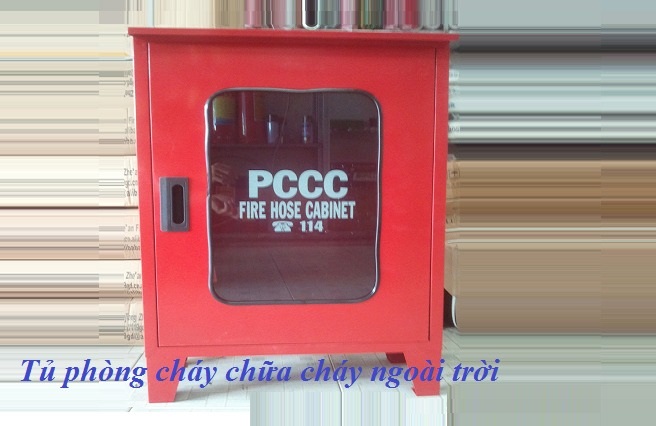 PCCC
FIRE HOSE CABINET
☎ 114
Tủ phòng cháy chữa cháy ngoài trời